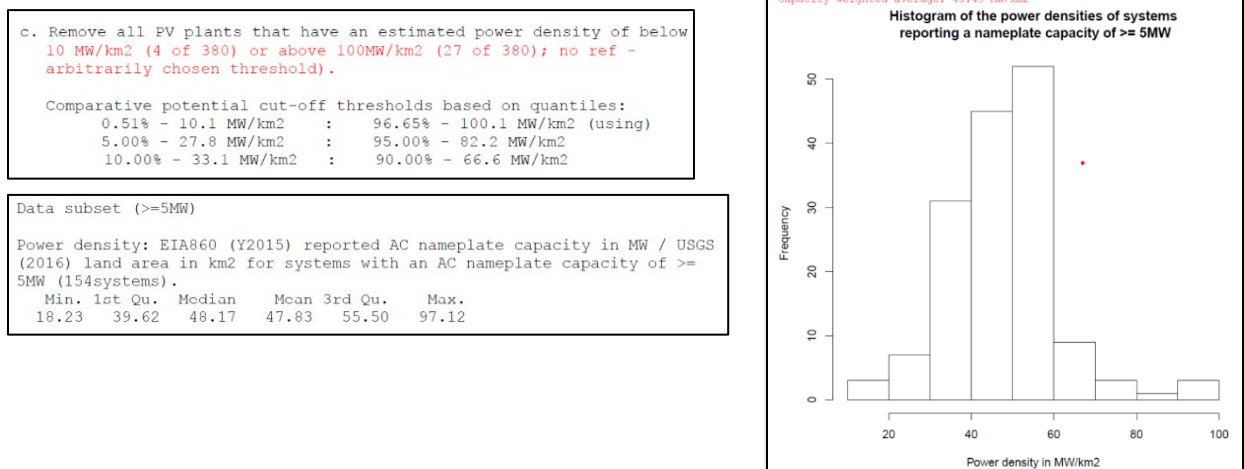 c. Remove all PV plants that have an estimated power density of below
10 MW/km2 (4 of 380) or above 100MW/km2 (27 of 380); no ref -
arbitrarily chosen threshold).
Comparative potential cut-off thresholds based on quantiles:
0.51% - 10.1 MW/km2 : 96.65% - 100.1 MW/km2 (using)
5.00% - 27.8 MW/km2 : 95.00% - 82.2 MW/km2
10.00% - 33.1 MW/km2 : 90.00% - 66.6 MW/km2
Data subset (>=5MW)
Power density: EIA860 (Y2015) reported AC nameplate capacity in MW / USGS
(2016) land area in km2 for systems with an AC nameplate capacity of >=
5MW (154systems).
Min. 1st Qu. Median Mean 3rd Qu. Max.
18.23 39.62 48.17 47.83 55.50 97.12
Histogram of the power densities of systems
reporting a nameplate capacity of >= 5MW
Frequency
50
40
30
20
10
0
20 40 60 80 100
Power density in MW/km2